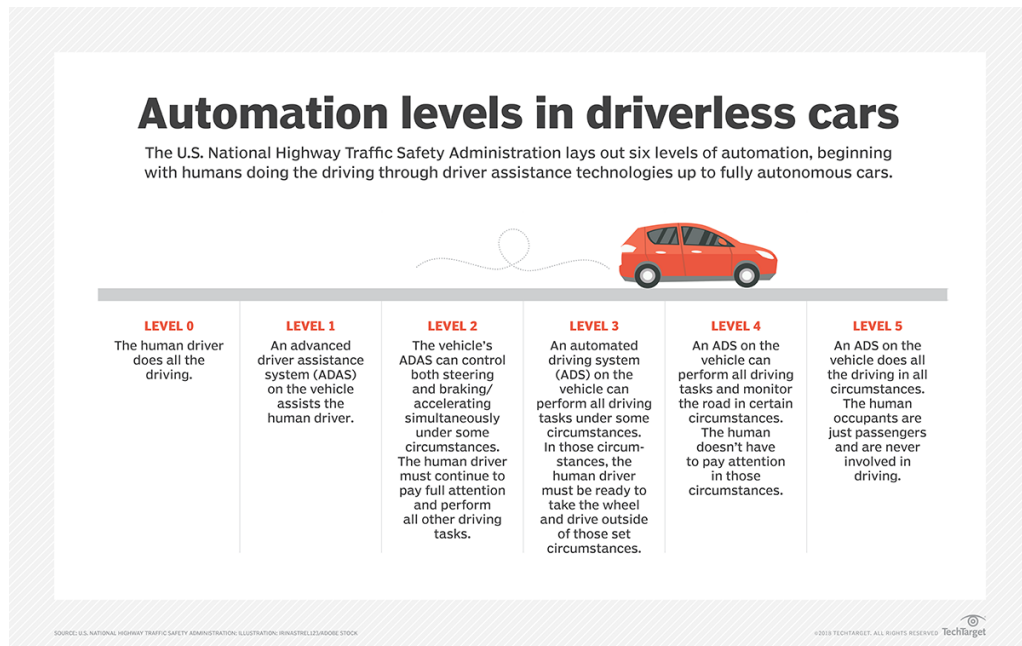 Automation levels in driverless cars
The U.S. National Highway Traffic Safety Administration lays out six levels of automation, beginning
with humans doing the driving through driver assistance technologies up to fully autonomous cars.
LEVEL 0
The human driver
does all the
driving.
LEVEL 1
An advanced
driver assistance
system (ADAS)
on the vehicle
assists the
human driver.
LEVEL 2
The vehicle's
ADAS can control
both steering
and braking/
accelerating
simultaneously
under some
circumstances.
The human driver
must continue to
pay full attention
and perform
all other driving
tasks.
LEVEL 3
An automated
driving system
(ADS) on the
vehicle can
perform all driving
tasks under some
circumstances.
In those circum-
stances, the
human driver
must be ready to
take the wheel
and drive outside
of those set
circumstances.
LEVEL 4
An ADS on the
vehicle can
perform all driving
tasks and monitor
the road in certain
circumstances.
The human
doesn't have
to pay attention
in those
circumstances.
LEVEL 5
An ADS on the
vehicle does all
the driving in all
circumstances.
The human
occupants are
just passengers
and are never
involved in
driving.
SOURCE: U.S. NATIONAL HIGHWAY TRAFFIC SAFETY ADMINISTRATION; ILLUSTRATION: IRINASTREL123/ADOBE STOCK
©2018 TECHTARGET. ALL RIGHTS RESERVED TechTarget